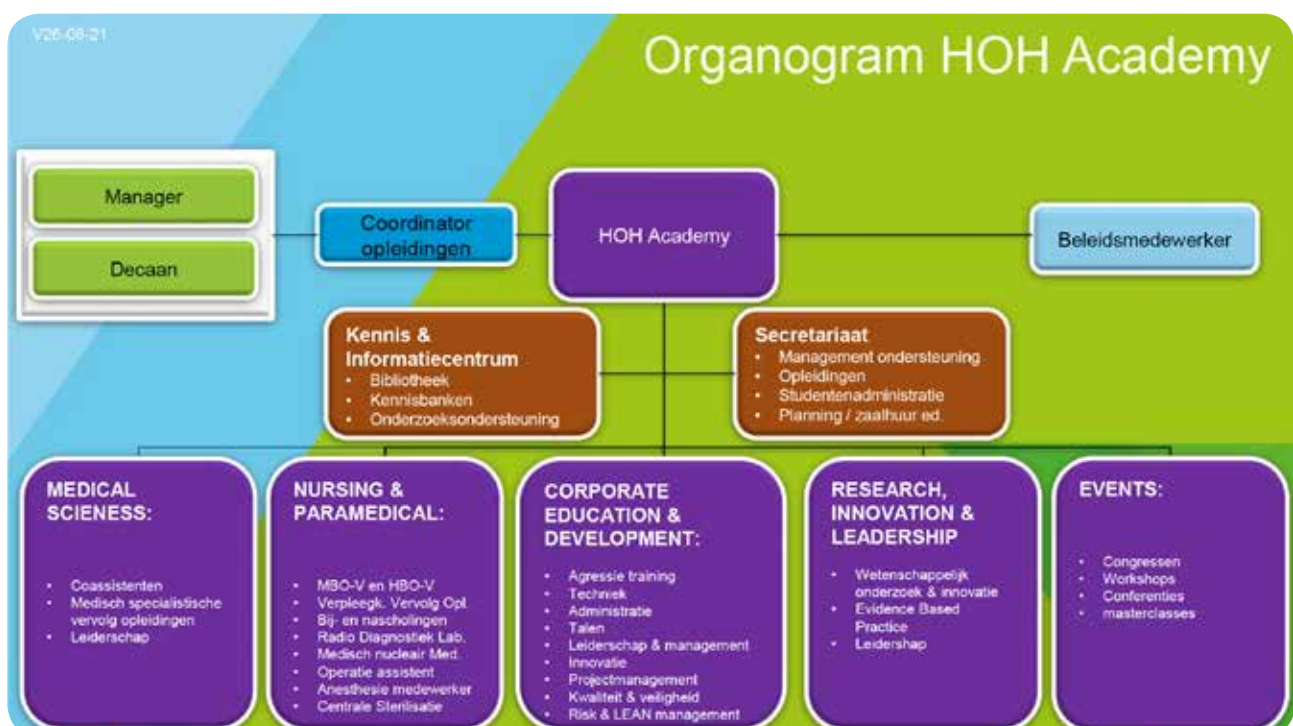 V26-08-21
Organogram HOH Academy
Manager
Decaan
Coordinator
opleidingen
HOH Academy
Beleidsmedewerker
Kennis &
Informatiecentrum
• Bibliotheek
• Kennisbanken
• Onderzoeksondersteuning
Secretariaat
• Management ondersteuning
• Opleidingen
• Studentenadministratie
• Planning / zaalhuur ed.
MEDICAL
SCIENESS:
• Coassistenten
• Medisch specialistische
vervolg opleidingen
• Leiderschap
NURSING &
PARAMEDICAL:
• MBO-V en HBO-V
• Verpleegk. Vervolg Opl.
• Bij- en nascholingen
• Radio Diagnostiek Lab.
• Medisch nucleair Med.
• Operatie assistent
• Anesthesie medewerker
• Centrale Sterilisatie
CORPORATE
EDUCATION &
DEVELOPMENT:
• Agressie training
• Techniek
• Administratie
• Talen
• Leiderschap & management
• Innovatie
• Projectmanagement
• Kwaliteit & veiligheid
• Risk & LEAN management
RESEARCH,
INNOVATION &
LEADERSHIP
• Wetenschappelijk
onderzoek & innovatie
• Evidence Based
Practice
• Leidershap
EVENTS:
• Congressen
• Workshops
• Conferenties
• masterclasses